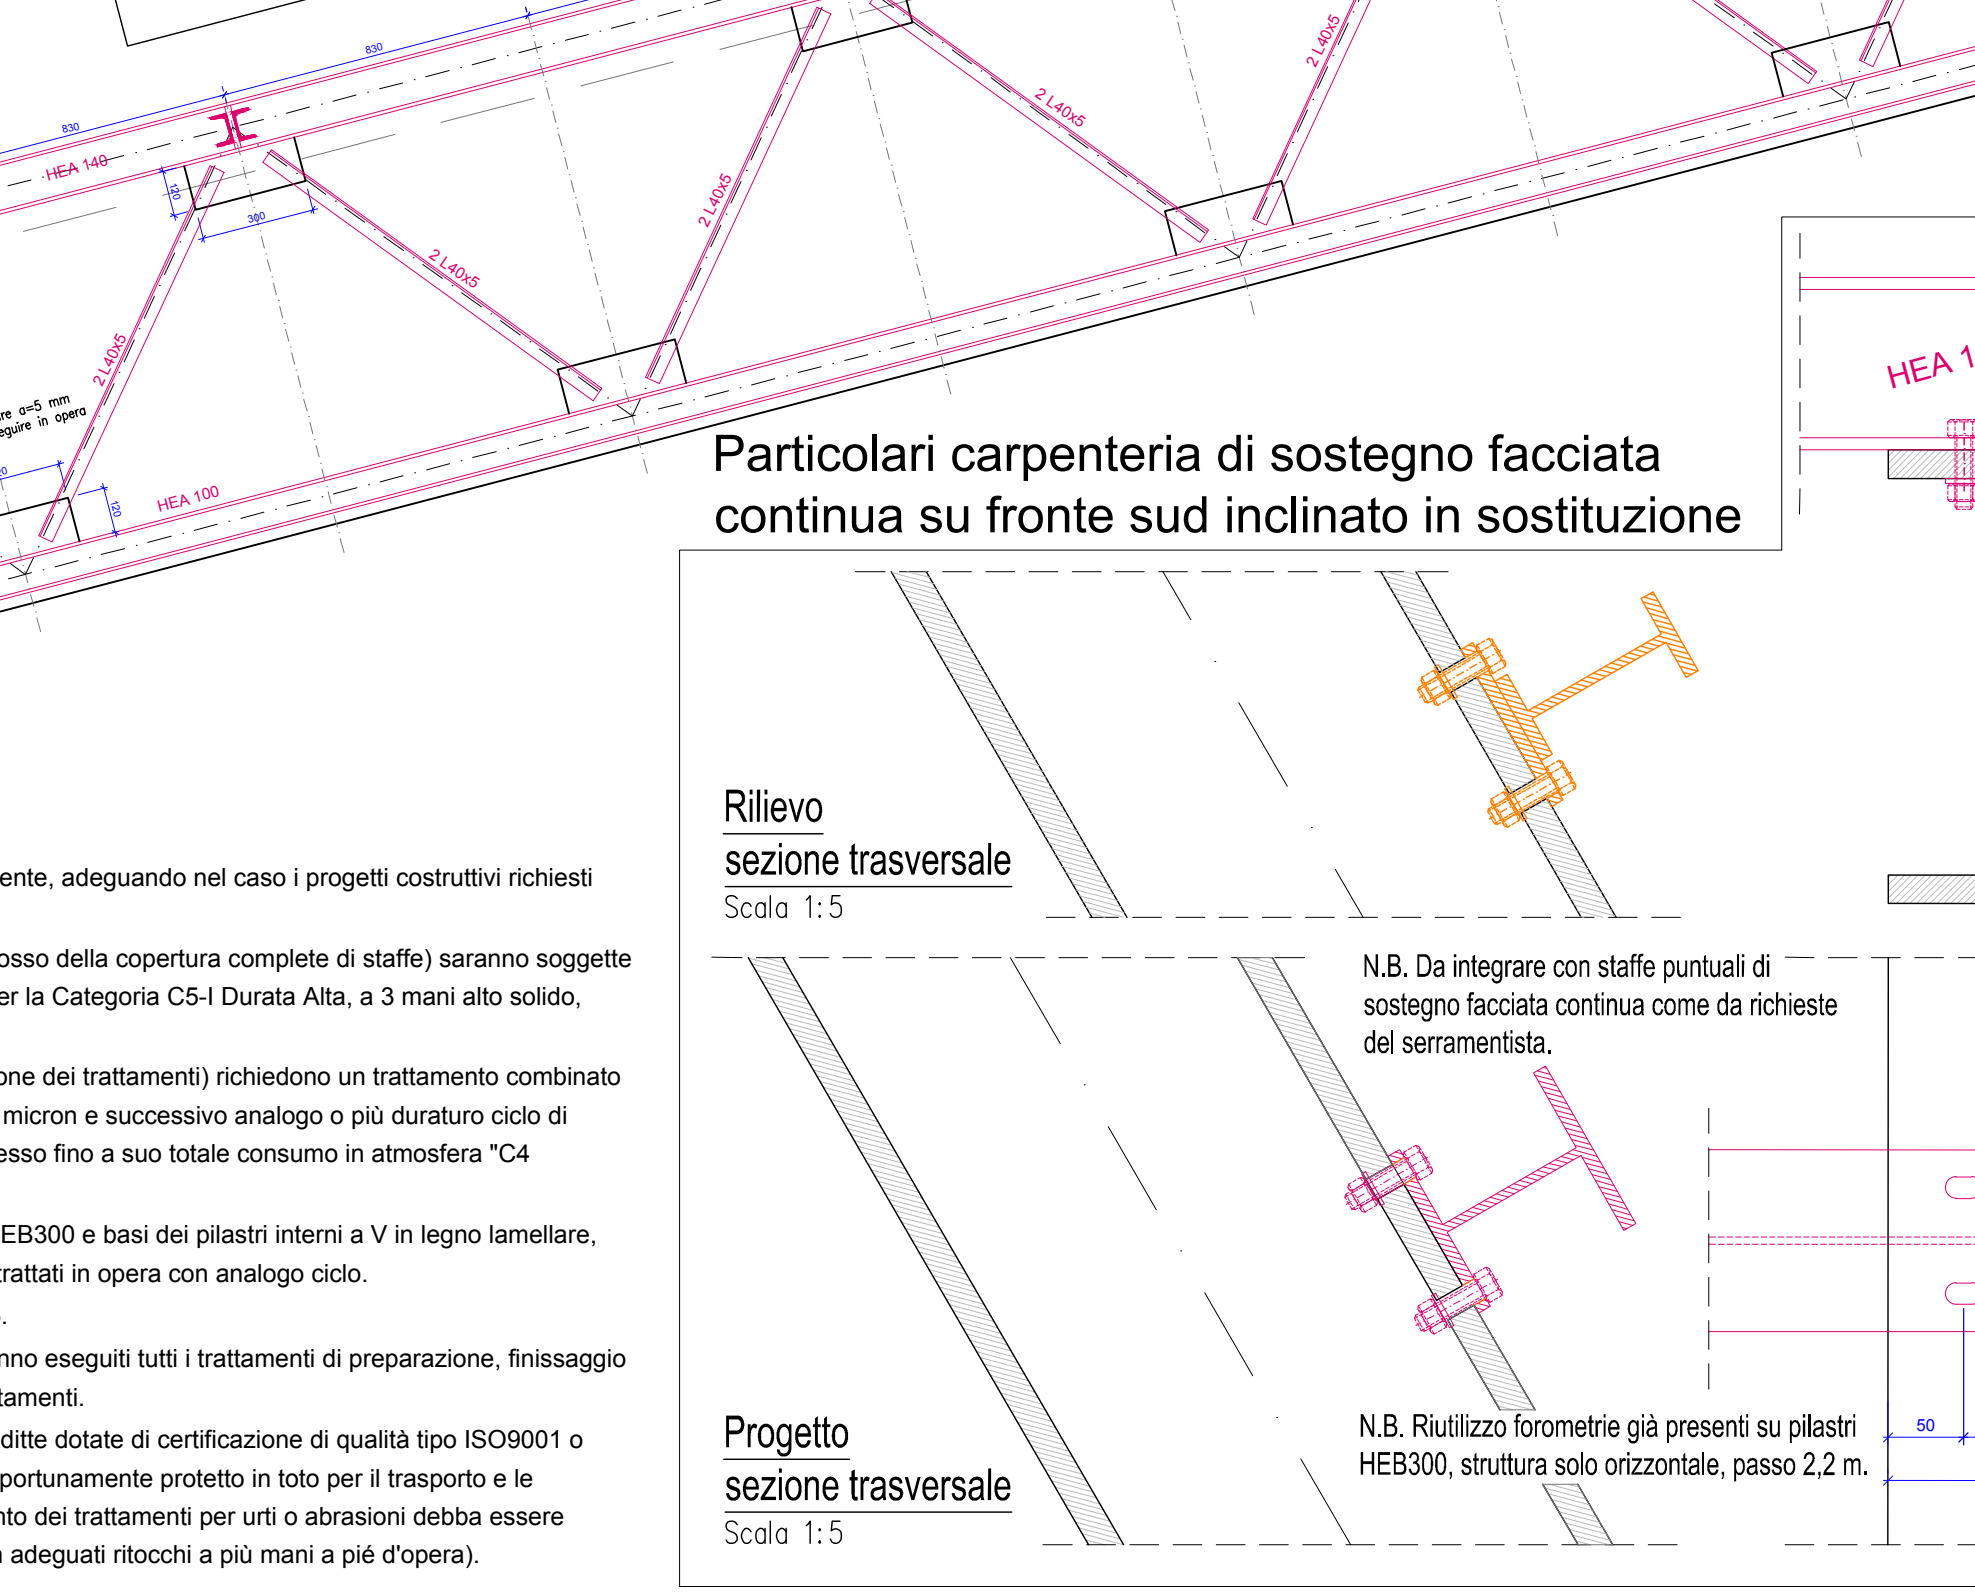 830
830
HEA 140
120
300
2 L40x5
2 L40x5
2 L40x5
2 L40x5
2 L40x5
a=5 mm
in opera
120
HEA 100
HEA 1
Particolari carpenteria di sostegno facciata
continua su fronte sud inclinato in sostituzione
Rilievo
sezione trasversale
Scala 1:5
ente, adeguando nel caso i progetti costruttivi richiesti
osso della copertura complete di staffe) saranno soggette
er la Categoria C5-I Durata Alta, a 3 mani alto solido,
one dei trattamenti) richiedono un trattamento combinato
micron e successivo analogo o più duraturo ciclo di
esso fino a suo totale consumo in atmosfera "C4
EB300 e basi dei pilastri interni a V in legno lamellare,
trattati in opera con analogo ciclo.
nno eseguiti tutti i trattamenti di preparazione, finissaggio
tamenti.
ditte dotate di certificazione di qualità tipo ISO9001 o
portunamente protetto in toto per il trasporto e le
nto dei trattamenti per urti o abrasioni debba essere
adeguati ritocchi a più mani a pié d'opera).
N.B. Da integrare con staffe puntuali di
sostegno facciata continua come da richieste
del serramentista.
Progetto
sezione trasversale
Scala 1:5
N.B. Riutilizzo forometrie già presenti su pilastri
HEB300, struttura solo orizzontale, passo 2,2 m.
50